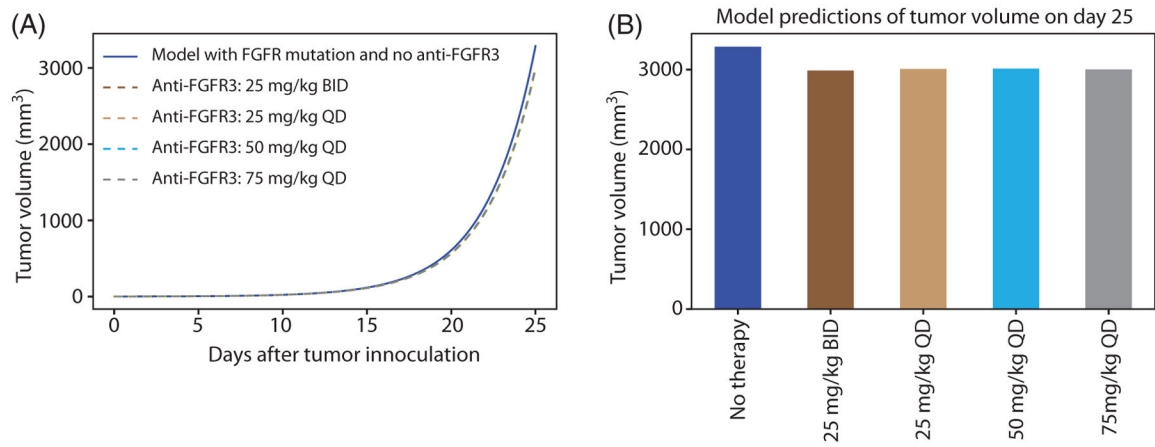 (A)
Model with FGFR mutation and no anti-FGFR3
Anti-FGFR3: 25 mg/kg BID
Anti-FGFR3: 25 mg/kg QD
Anti-FGFR3: 50 mg/kg QD
Anti-FGFR3: 75 mg/kg QD
Tumor volume (mm³)
3000
2000
1000
0
0 5 10 15 20 25
Days after tumor innoculation
(B)
Model predictions of tumor volume on day 25
Tumor volume (mm³)
3000
2000
1000
0
No therapy
25 mg/kg BID
25 mg/kg QD
50 mg/kg QD
75mg/kg QD